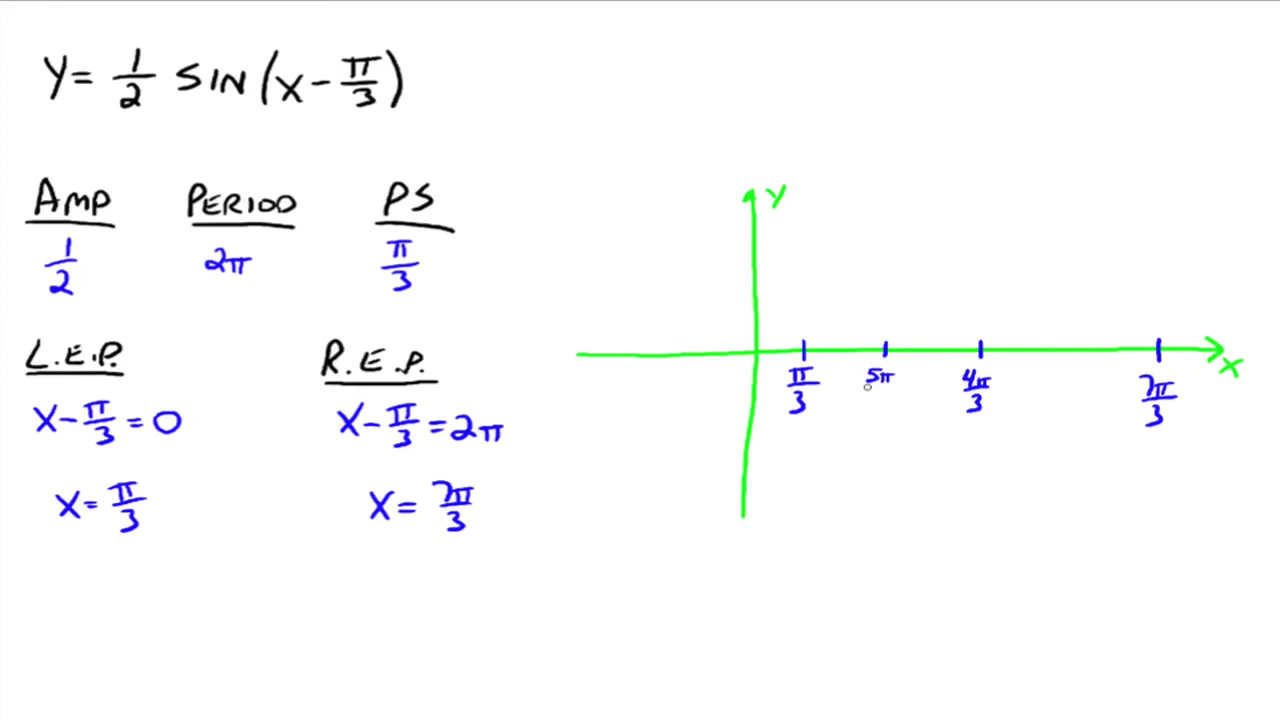 Y = 1/2 SIN(X - π/3)
AMP PERIOD PS
1/2 2π π/3
L.E.P. R.E.P.
X - π/3 = 0 X - π/3 = 2π
X = π/3 X = 7π/3
Y
X
π/3 5π 4π/3 7π/3